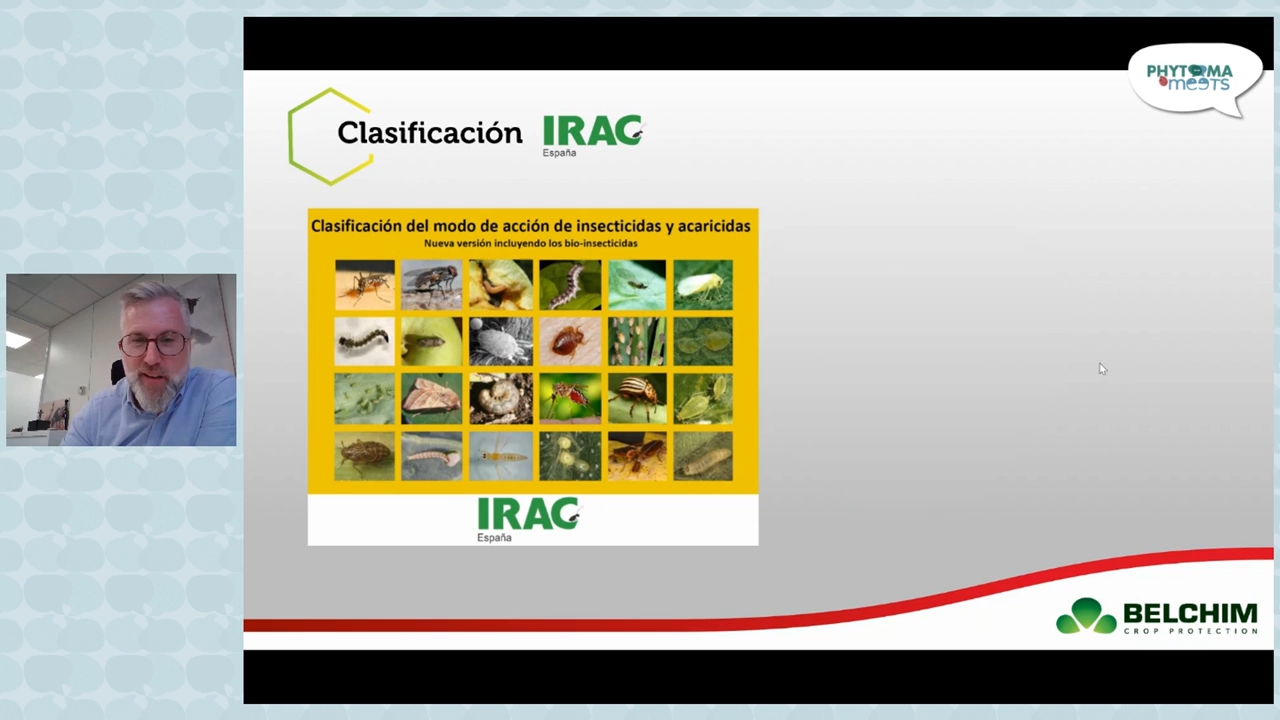 PHYTOMA
meeTS
Clasificación
IRAC
España
Clasificación del modo de acción de insecticidas y acaricidas
Nueva versión incluyendo los bio-insecticidas
IRAC
España
BELCHIM
CROP PROTECTION